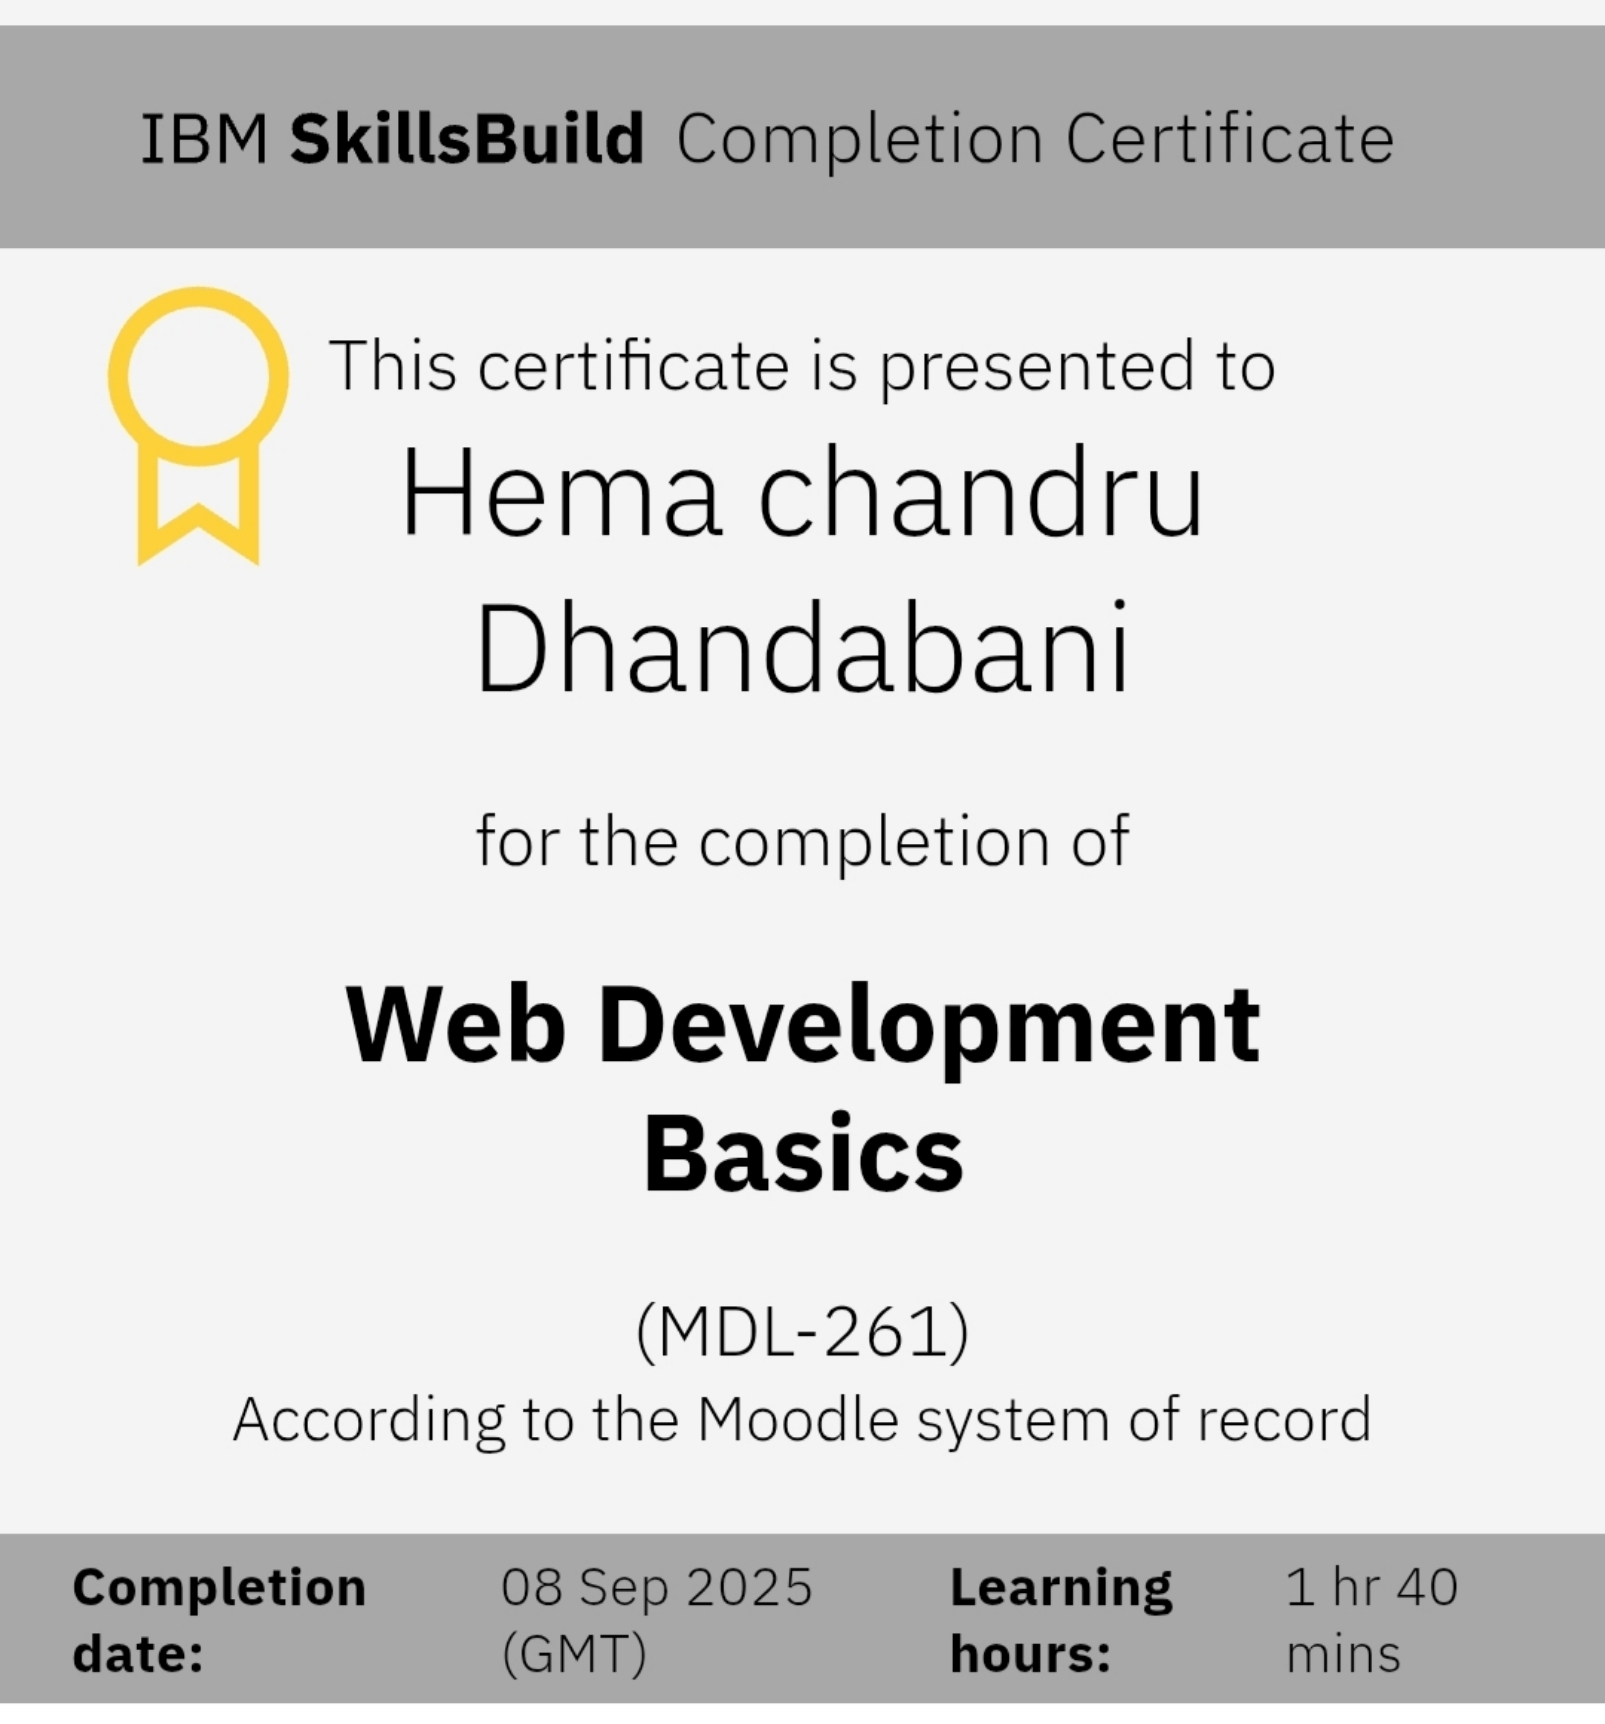 IBM SkillsBuild Completion Certificate
This certificate is presented to
Hema chandru
Dhandabani
for the completion of
Web Development
Basics
(MDL-261)
According to the Moodle system of record
Completion date: 08 Sep 2025 (GMT)
Learning hours: 1 hr 40 mins